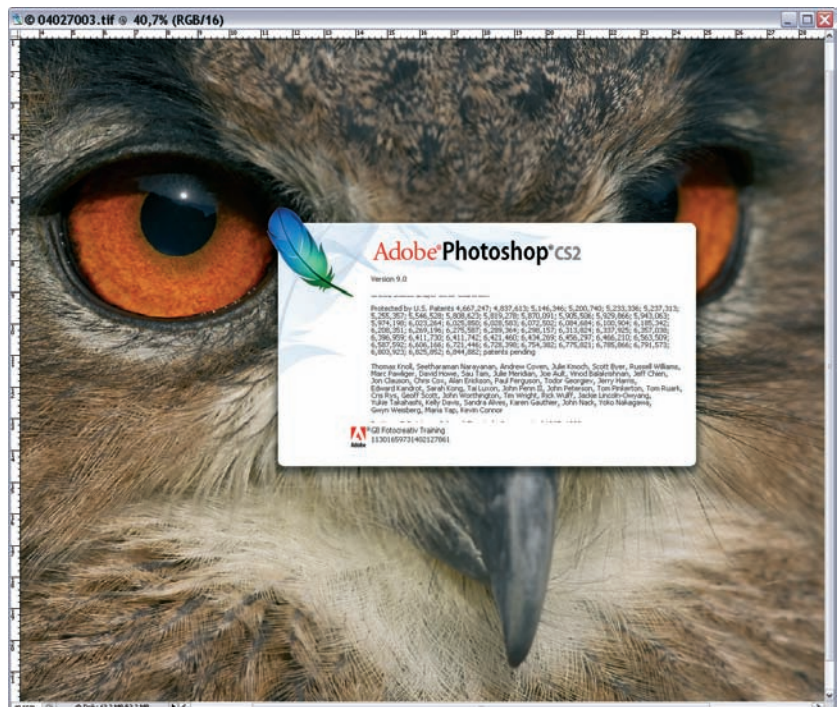 © 04027003.tif @ 40,7% (RGB/16)
Adobe® Photoshop® CS2
Version 9.0
Protected by U.S. Patents 4,667,247; 4,837,613; 5,146,346; 5,200,740; 5,233,336; 5,237,313;
5,255,357; 5,546,528; 5,808,623; 5,819,278; 5,870,091; 5,905,506; 5,929,866; 5,943,063;
5,974,198; 6,023,264; 6,025,850; 6,028,583; 6,072,502; 6,084,684; 6,100,904; 6,185,342;
6,208,351; 6,269,196; 6,275,587; 6,289,364; 6,298,157; 6,313,824; 6,337,925; 6,357,038;
6,396,959; 6,411,730; 6,411,742; 6,421,460; 6,434,269; 6,456,297; 6,466,210; 6,563,509;
6,587,592; 6,606,166; 6,721,446; 6,728,398; 6,754,382; 6,775,821; 6,785,866; 6,791,573;
6,803,923; 6,825,852; 6,844,882; patents pending
Thomas Knoll, Seetharaman Narayanan, Andrew Coven, Julie Kmoch, Scott Byer, Russell Williams,
Marc Pawliger, David Howe, Sau Tam, Julie Meridian, Joe Ault, Vinod Balakrishnan, Jeff Chien,
Jon Clauson, Chris Cox, Alan Erickson, Paul Ferguson, Todor Georgiev, Jerry Harris,
Edward Kandrot, Sarah Kong, Tai Luxon, John Penn II, John Peterson, Tom Pinkerton, Tom Ruark,
Cris Rys, Geoff Scott, John Worthington, Tim Wright, Rick Wulff, Jackie Lincoln-Owyang,
Yukie Takahashi, Kelly Davis, Sandra Alves, Karen Gauthier, John Nack, Yoko Nakagawa,
Gwyn Weisberg, Maria Yap, Kevin Connor
GB Fotocreativ Training
11301659731402127061
Adobe